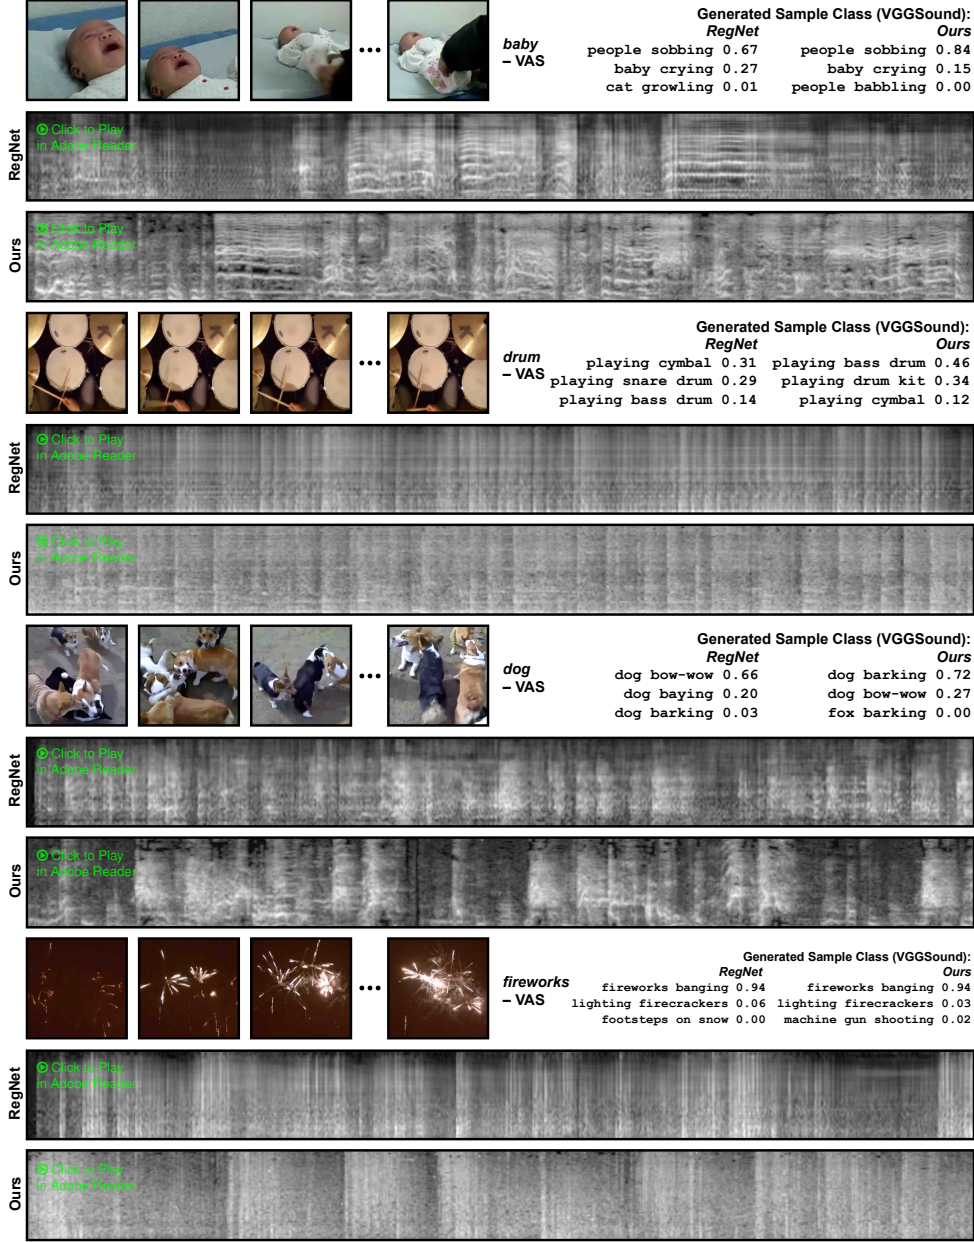 Generated Sample Class (VGGSound):
RegNet Ours
baby
– VAS
people sobbing 0.67 people sobbing 0.84
baby crying 0.27 baby crying 0.15
cat growling 0.01 people babbling 0.00
RegNet
Click to Play
in Adobe Reader
Ours
Click to Play
in Adobe Reader
Generated Sample Class (VGGSound):
RegNet Ours
drum
– VAS
playing cymbal 0.31 playing bass drum 0.46
playing snare drum 0.29 playing drum kit 0.34
playing bass drum 0.14 playing cymbal 0.12
RegNet
Click to Play
in Adobe Reader
Ours
Click to Play
in Adobe Reader
Generated Sample Class (VGGSound):
RegNet Ours
dog
– VAS
dog bow-wow 0.66 dog barking 0.72
dog baying 0.20 dog bow-wow 0.27
dog barking 0.03 fox barking 0.00
RegNet
Click to Play
in Adobe Reader
Ours
Click to Play
in Adobe Reader
Generated Sample Class (VGGSound):
RegNet Ours
fireworks
– VAS
fireworks banging 0.94 fireworks banging 0.94
lighting firecrackers 0.06 lighting firecrackers 0.03
footsteps on snow 0.00 machine gun shooting 0.02
RegNet
Click to Play
in Adobe Reader
Ours
Click to Play
in Adobe Reader